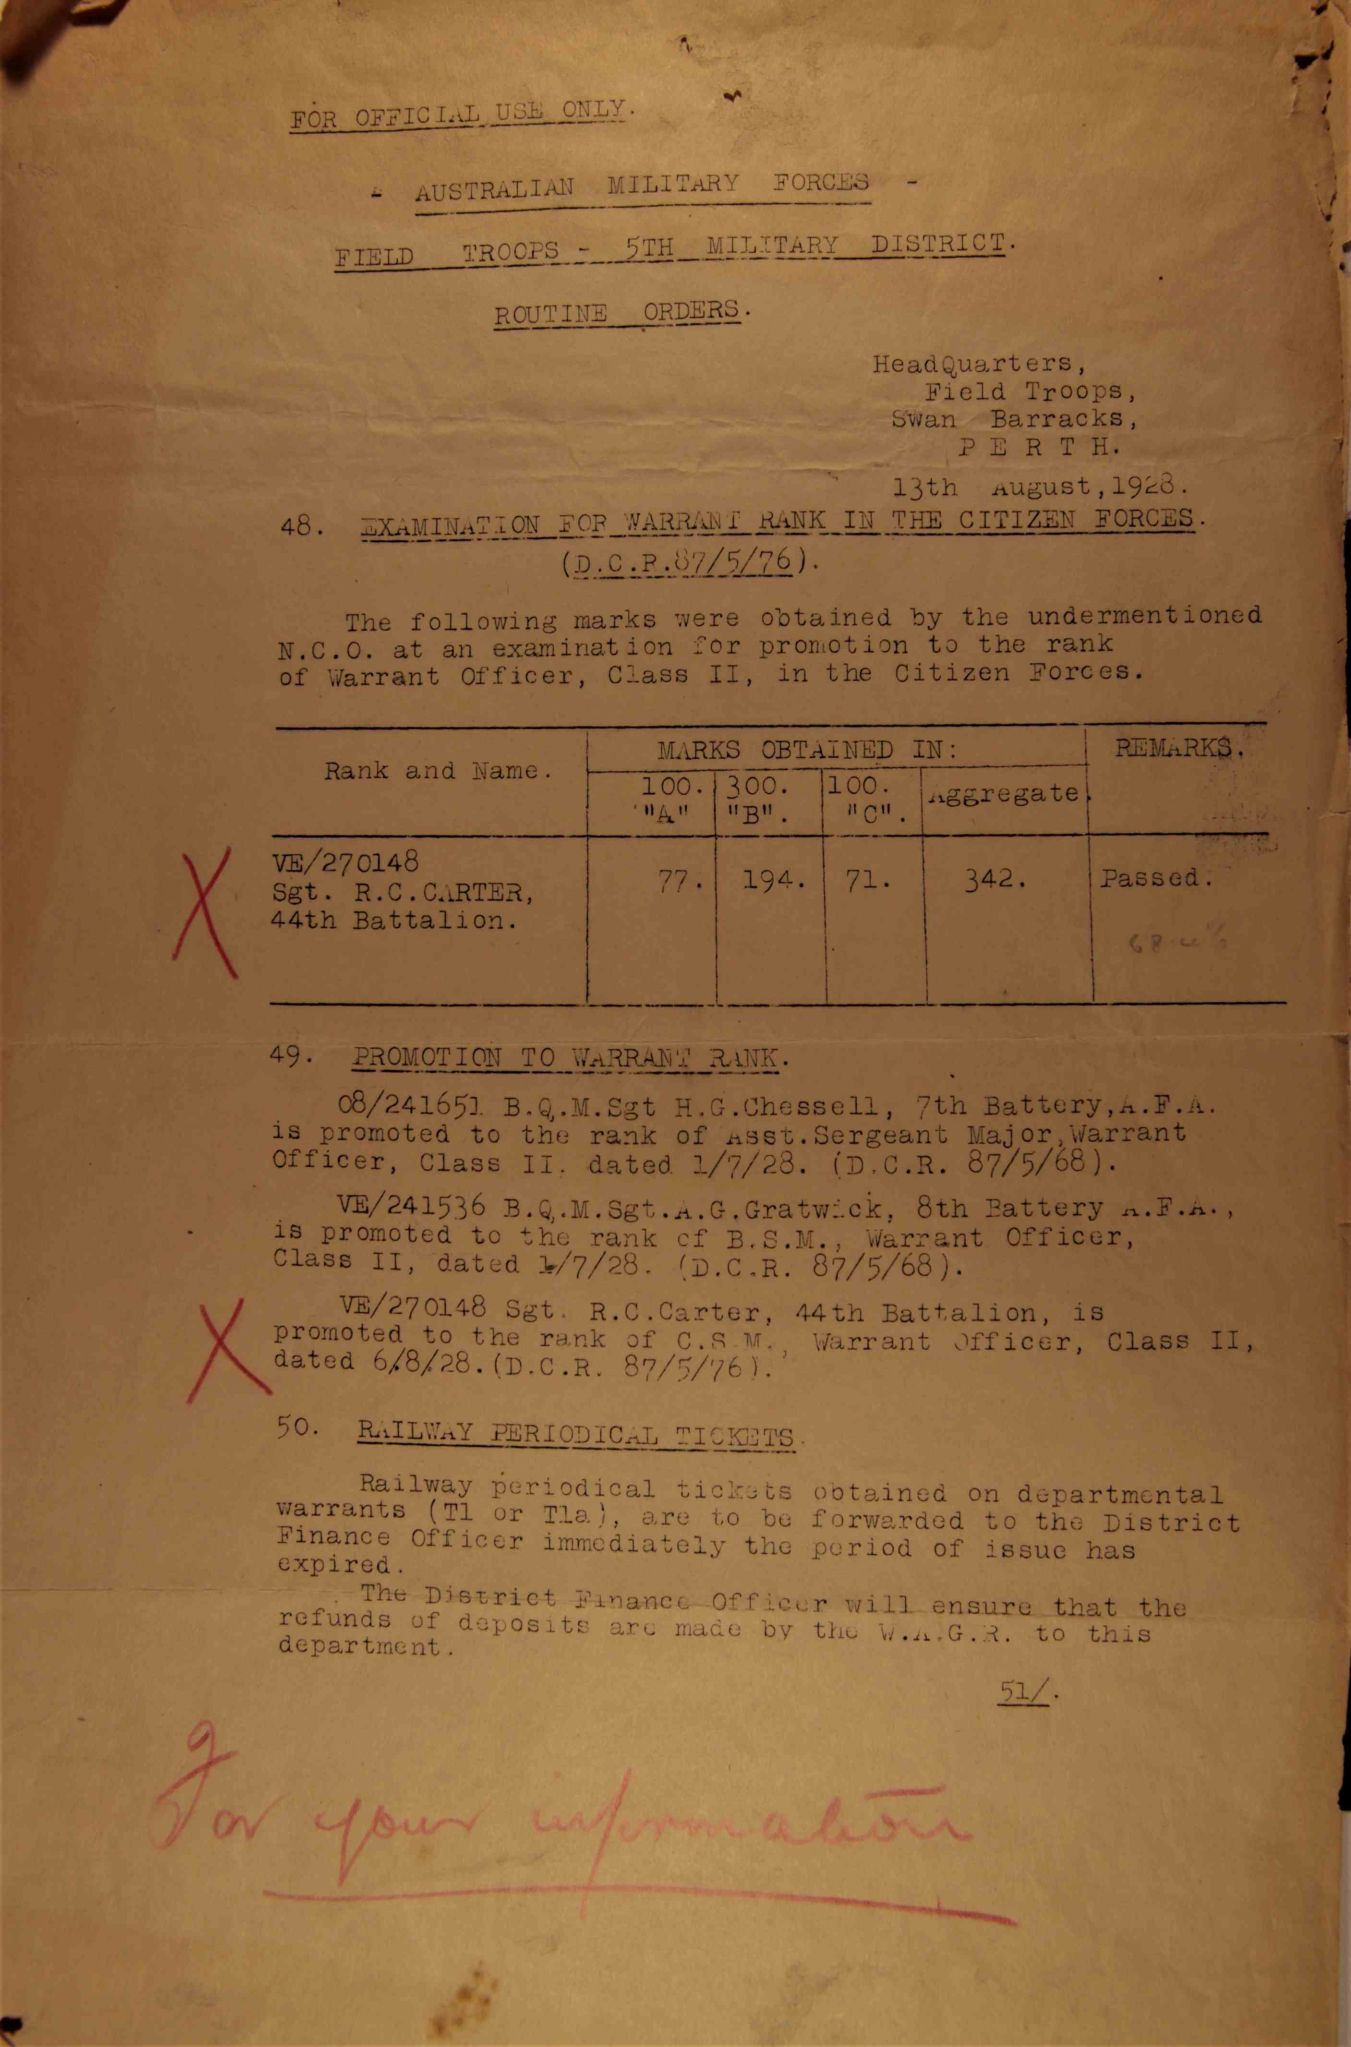 FOR OFFICIAL USE ONLY.
- AUSTRALIAN MILITARY FORCES -
FIELD TROOPS - 5TH MILITARY DISTRICT.
ROUTINE ORDERS.
HeadQuarters,
Field Troops,
Swan Barracks,
P E R T H.
13th August, 1928.
48. EXAMINATION FOR WARRANT RANK IN THE CITIZEN FORCES.
(D.C.R.87/5/76).
The following marks were obtained by the undermentioned
N.C.O. at an examination for promotion to the rank
of Warrant Officer, Class II, in the Citizen Forces.
Rank and Name. MARKS OBTAINED IN: REMARKS.
100. 300. 100. Aggregate.
"A" "B". "C".
VE/270148
Sgt. R.C.CARTER, 77. 194. 71. 342. Passed.
44th Battalion.
49. PROMOTION TO WARRANT RANK.
08/241651 B.Q.M.Sgt H.G.Chessell, 7th Battery,A.F.A.
is promoted to the rank of Asst.Sergeant Major,Warrant
Officer, Class II. dated 1/7/28. (D.C.R. 87/5/68).
VE/241536 B.Q.M.Sgt.A.G.Gratwick, 8th Battery A.F.A.,
is promoted to the rank of B.S.M., Warrant Officer,
Class II, dated 1/7/28. (D.C.R. 87/5/68).
VE/270148 Sgt. R.C.Carter, 44th Battalion, is
promoted to the rank of C.S.M., Warrant Officer, Class II,
dated 6/8/28.(D.C.R. 87/5/76).
50. RAILWAY PERIODICAL TICKETS.
Railway periodical tickets obtained on departmental
warrants (T1 or T1a), are to be forwarded to the District
Finance Officer immediately the period of issue has
expired.
The District Finance Officer will ensure that the
refunds of deposits are made by the W.A.G.R. to this
department.
51/.
For your information